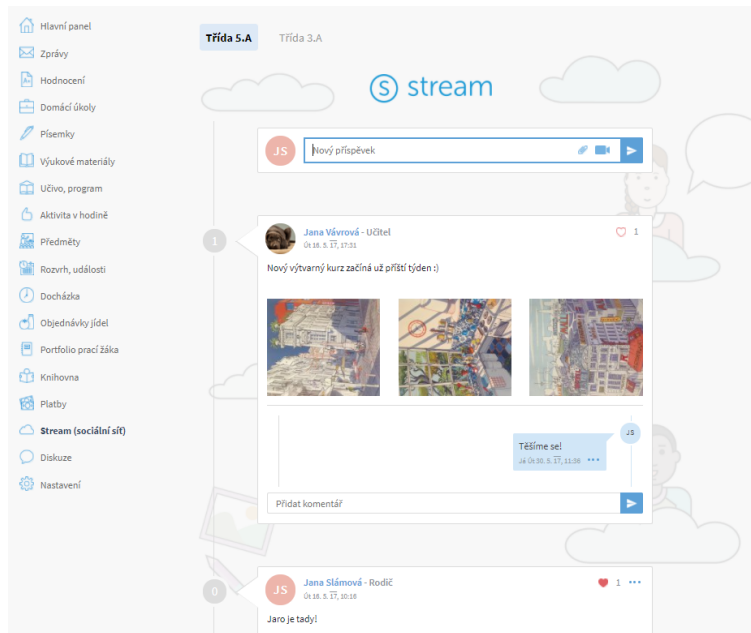 Hlavní panel
Zprávy
Hodnocení
Domácí úkoly
Písemky
Výukové materiály
Učivo, program
Aktivita v hodině
Předměty
Rozvrh, události
Docházka
Objednávky jídel
Portfolio prací žáka
Knihovna
Platby
Stream (sociální síť)
Diskuze
Nastavení
Třída 5.A Třída 3.A
S stream
JS Nový příspěvek
1
Jana Vávrová - Učitel 1
Út 16. 5. 17, 17:31
Nový výtvarný kurz začíná už příští týden :)
JS
Těšíme se!
Já Út 30. 5. 17, 11:36 •••
Přidat komentář
0
JS Jana Slámová - Rodič 1 •••
Út 16. 5. 17, 10:16
Jaro je tady!